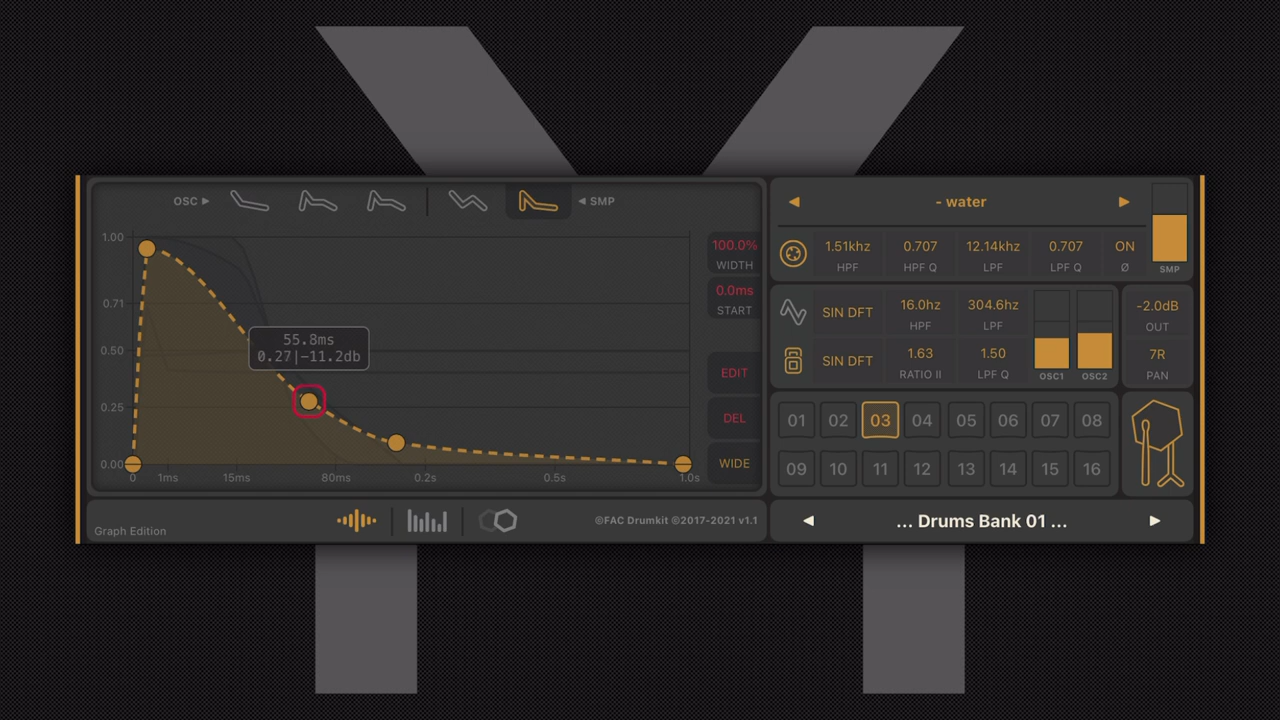 OSC ▶
◀ SMP
1.00
0.71
0.50
0.25
0.00
0
1ms
15ms
80ms
0.2s
0.5s
1.0s
55.8ms
0.27|-11.2db
100.0%
WIDTH
0.0ms
START
EDIT
DEL
WIDE
Graph Edition
©FAC Drumkit ©2017-2021 v1.1
◀ - water ▶
1.51khz 0.707 12.14khz 0.707 ON
HPF HPF Q LPF LPF Q Ø
SMP
SIN DFT 16.0hz 304.6hz
HPF LPF
SIN DFT 1.63 1.50
RATIO II LPF Q
OSC1 OSC2
-2.0dB
OUT
7R
PAN
01 02 03 04 05 06 07 08
09 10 11 12 13 14 15 16
◀ ... Drums Bank 01 ... ▶